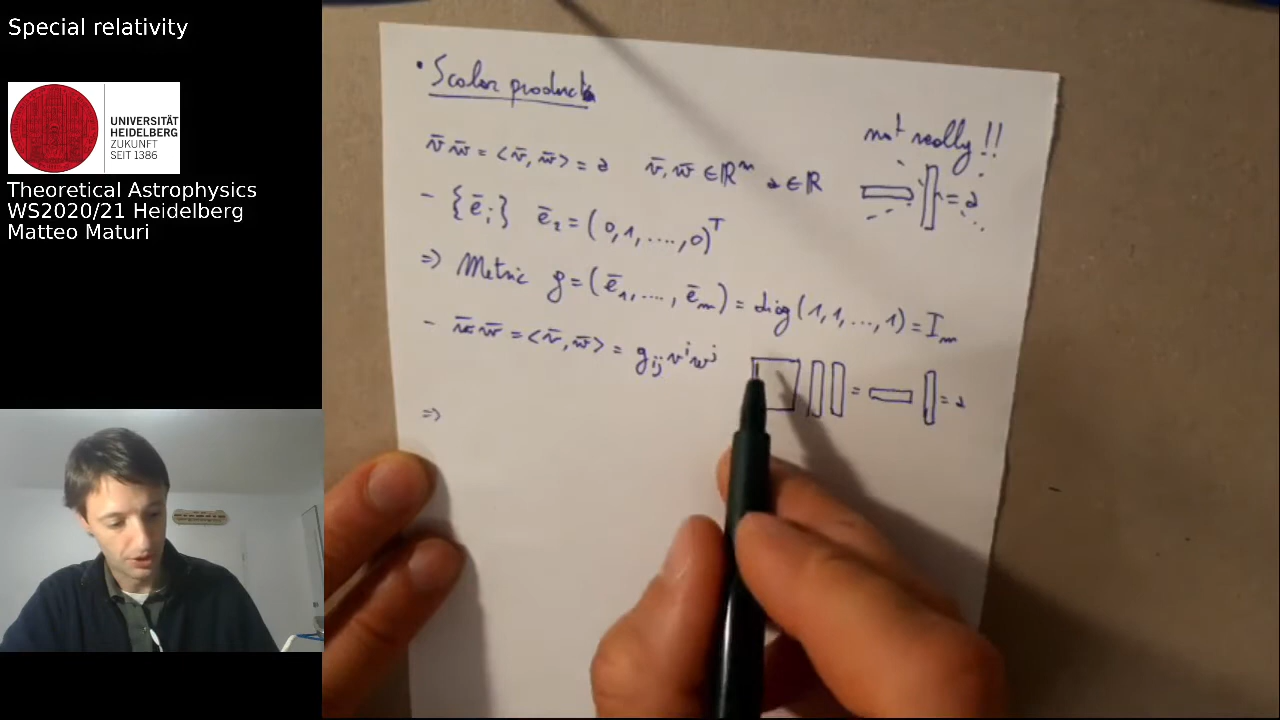 Special relativity
UNIVERSITÄT
HEIDELBERG
ZUKUNFT
SEIT 1386
Theoretical Astrophysics
WS2020/21 Heidelberg
Matteo Maturi
• Scalar products
not really!!
v̄ w̄ = <v̄, w̄> = a   v̄, w̄ ∈ ℝⁿ   a ∈ ℝ
= a
- {ēᵢ}   ē₂ = (0, 1, ...., 0)ᵀ
=> Metric g = (ē₁, ...., ēₙ) = diag(1, 1, ..., 1) = Iₙ
- v̄ w̄ = <v̄, w̄> = gᵢⱼ vⁱ wʲ
= = a
=>